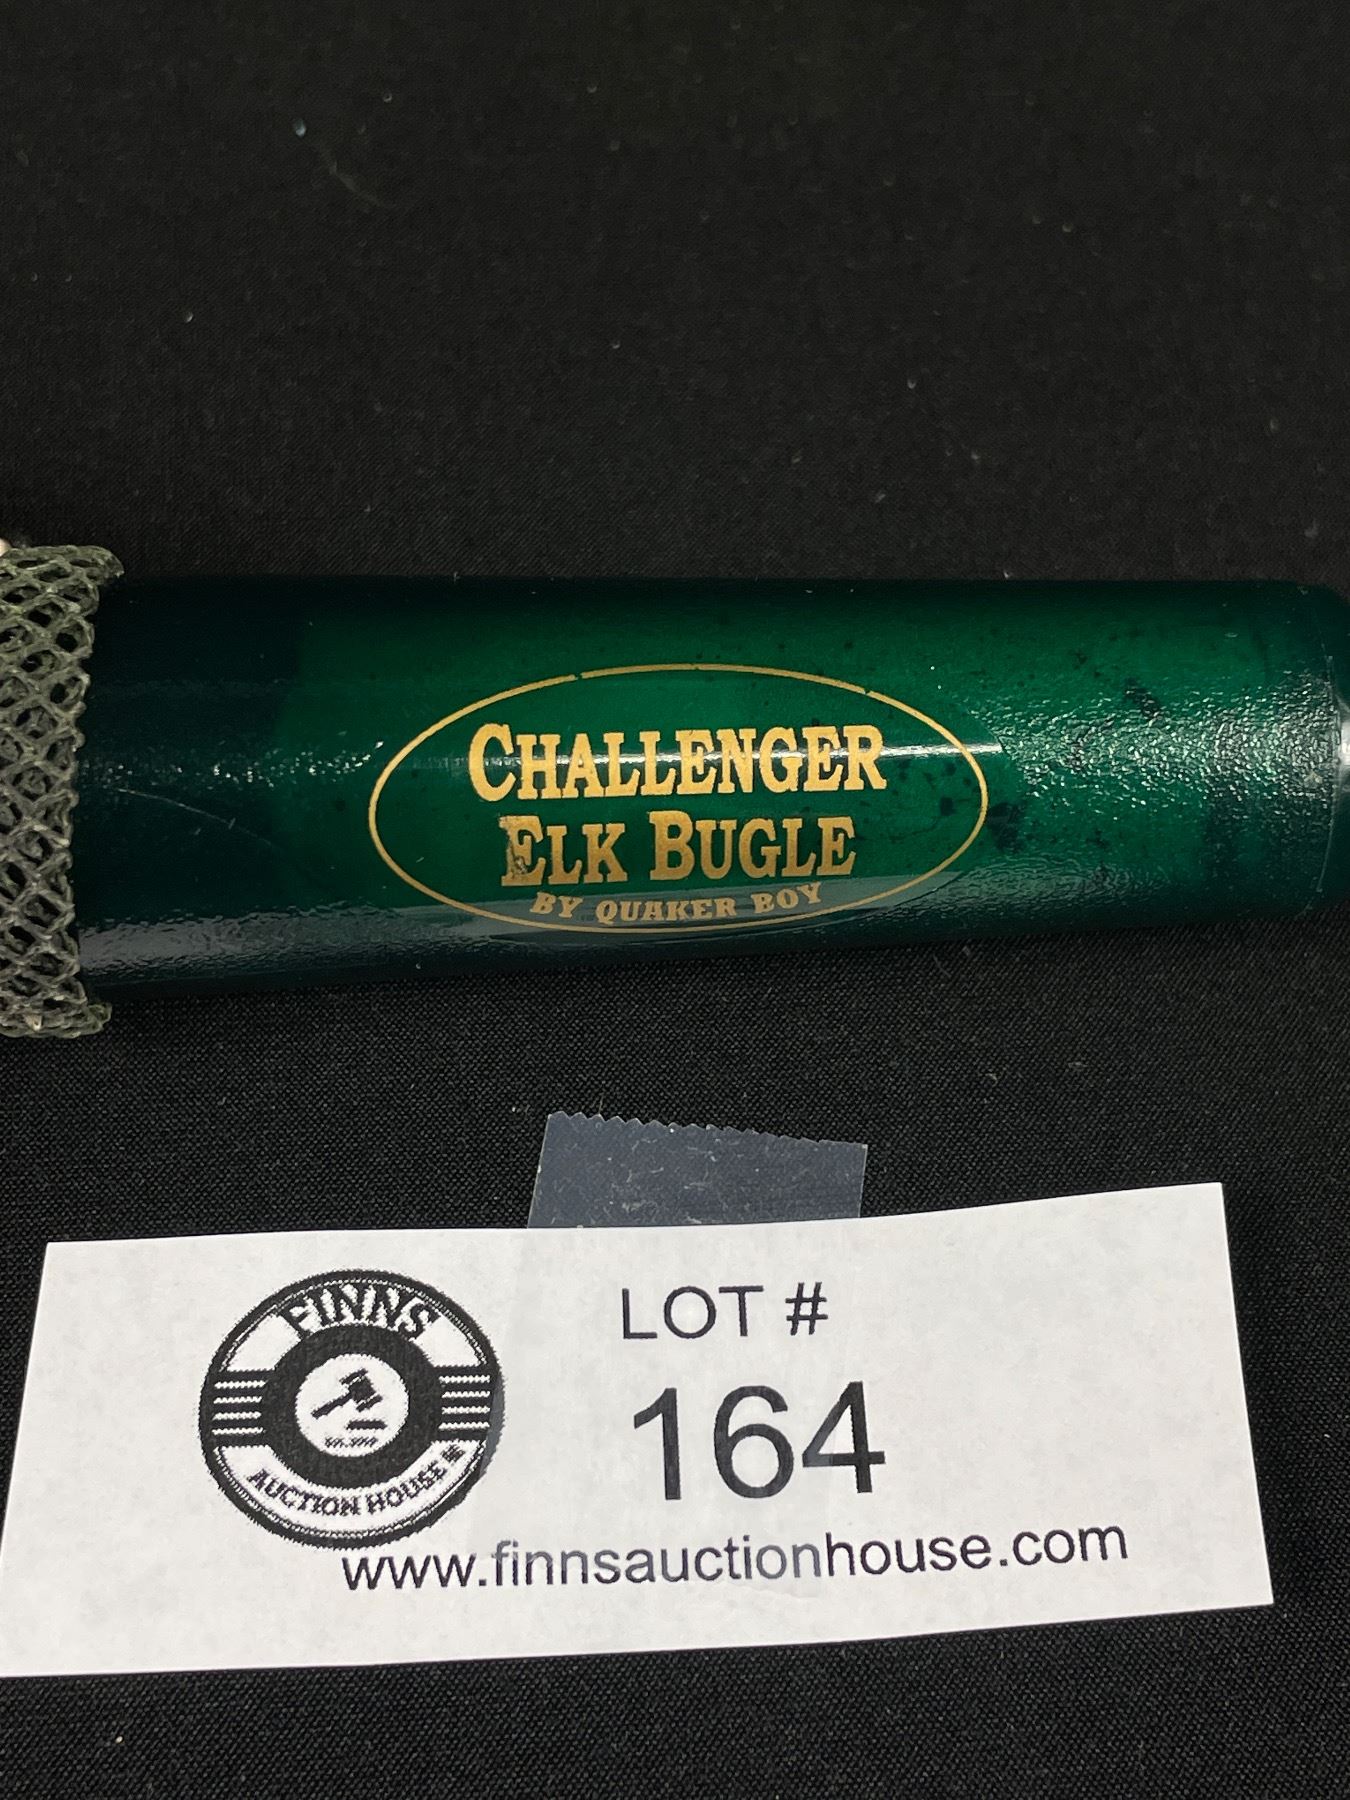 CHALLENGER
ELK BUGLE
BY QUAKER BOY
FINNS
AUCTION HOUSE
LOT #
164
www.finnsauctionhouse.com